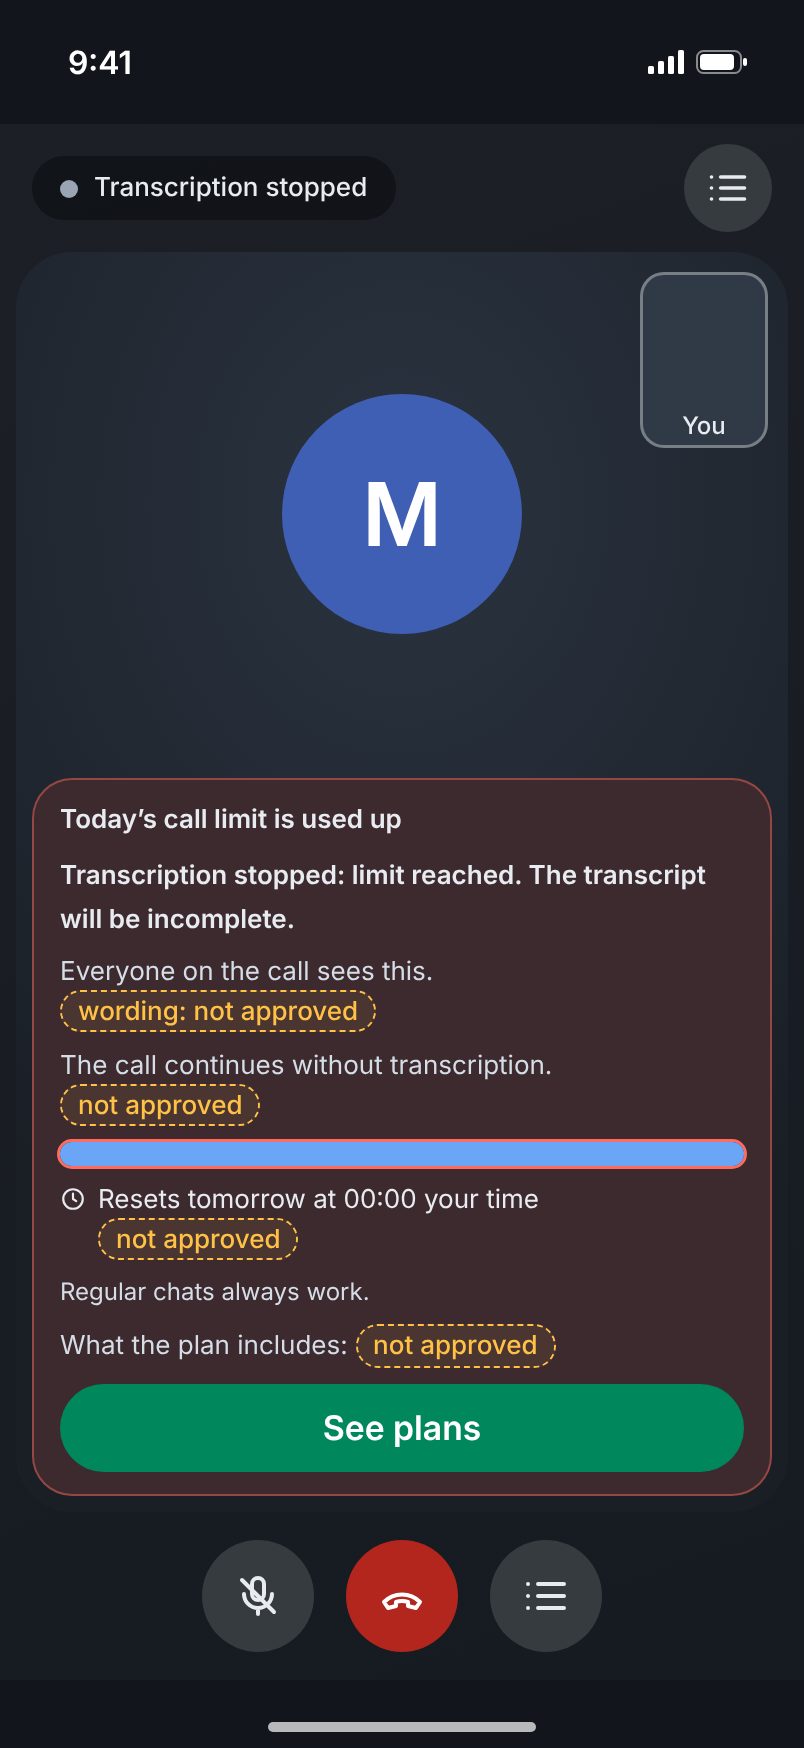 9:41
Transcription stopped
You
M
Today’s call limit is used up
Transcription stopped: limit reached. The transcript
will be incomplete.
Everyone on the call sees this.
wording: not approved
The call continues without transcription.
not approved
Resets tomorrow at 00:00 your time
not approved
Regular chats always work.
What the plan includes: not approved
See plans